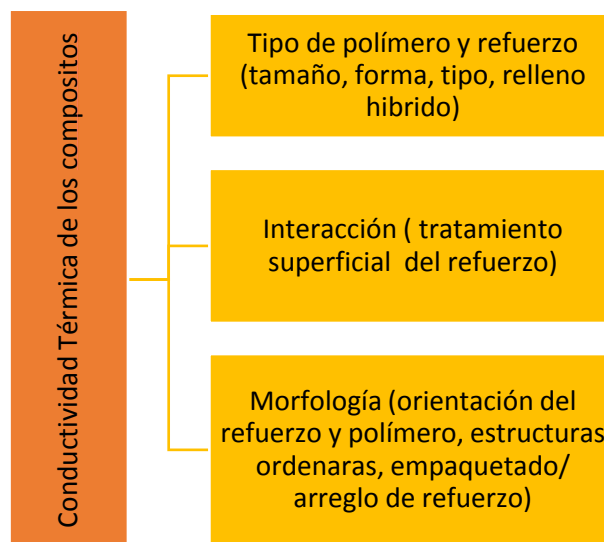 Conductividad Térmica de los compositos
Tipo de polímero y refuerzo
(tamaño, forma, tipo, relleno
hibrido)
Interacción ( tratamiento
superficial  del refuerzo)
Morfología (orientación del
refuerzo y polímero, estructuras
ordenaras, empaquetado/
arreglo de refuerzo)